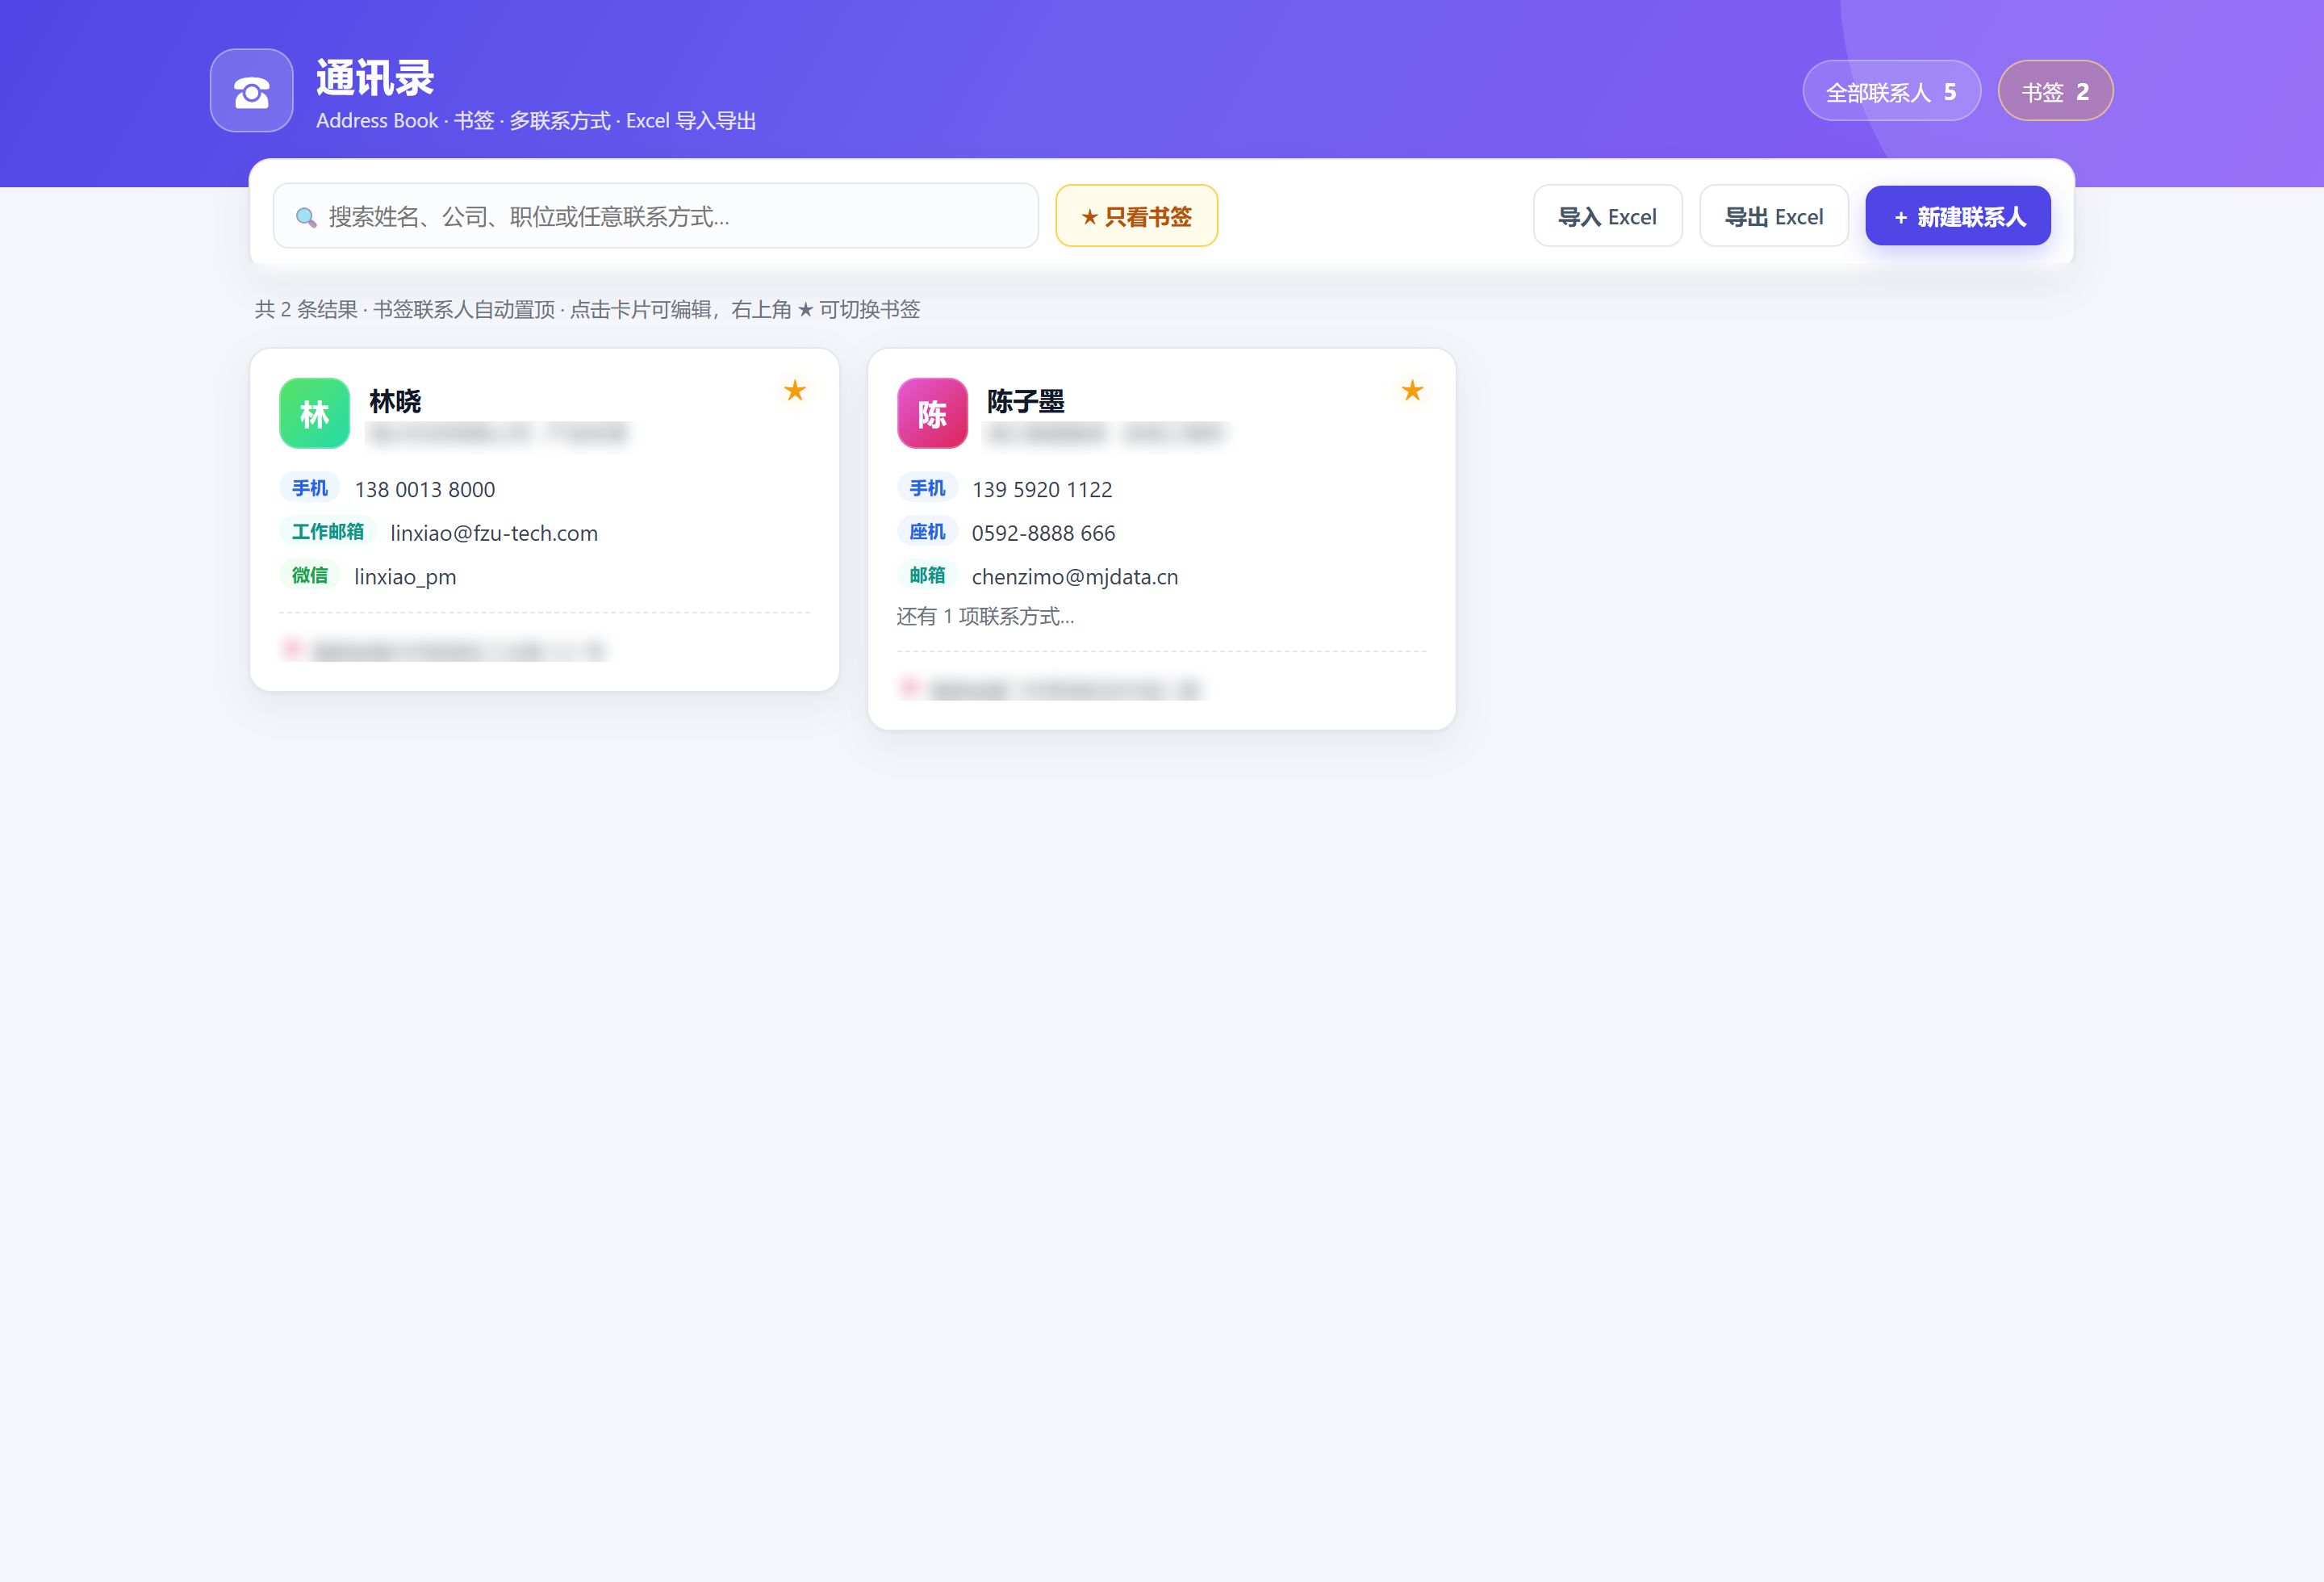 通讯录
Address Book · 书签 · 多联系方式 · Excel 导入导出
全部联系人 5
书签 2
搜索姓名、公司、职位或任意联系方式...
★ 只看书签
导入 Excel
导出 Excel
+ 新建联系人
共 2 条结果 · 书签联系人自动置顶 · 点击卡片可编辑，右上角 ★ 可切换书签
林
林晓
★
手机 138 0013 8000
工作邮箱 linxiao@fzu-tech.com
微信 linxiao_pm
陈
陈子墨
★
手机 139 5920 1122
座机 0592-8888 666
邮箱 chenzimo@mjdata.cn
还有 1 项联系方式...